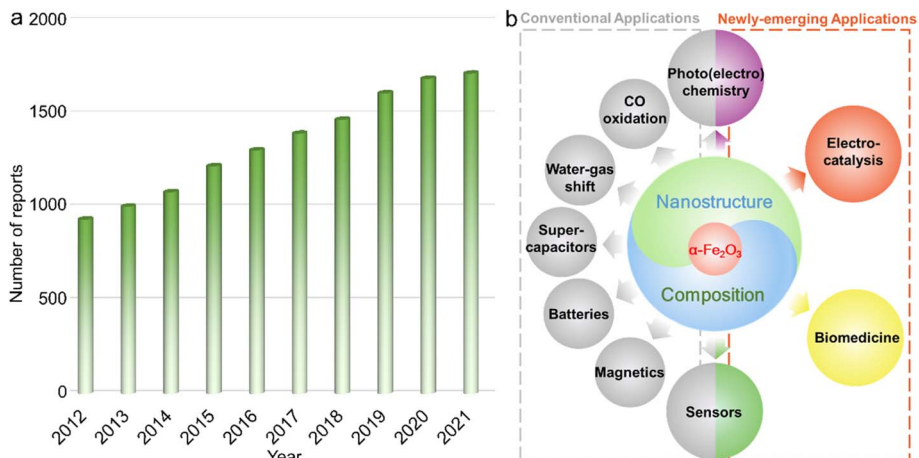 a
2000
1500
1000
500
0
Number of reports
2012
2013
2014
2015
2016
2017
2018
2019
2020
2021
Year
b
Conventional Applications
Newly-emerging Applications
Photo(electro)
chemistry
CO
oxidation
Water-gas
shift
Super-
capacitors
Batteries
Magnetics
Sensors
Electro-
catalysis
Biomedicine
Nanostructure
α-Fe₂O₃
Composition